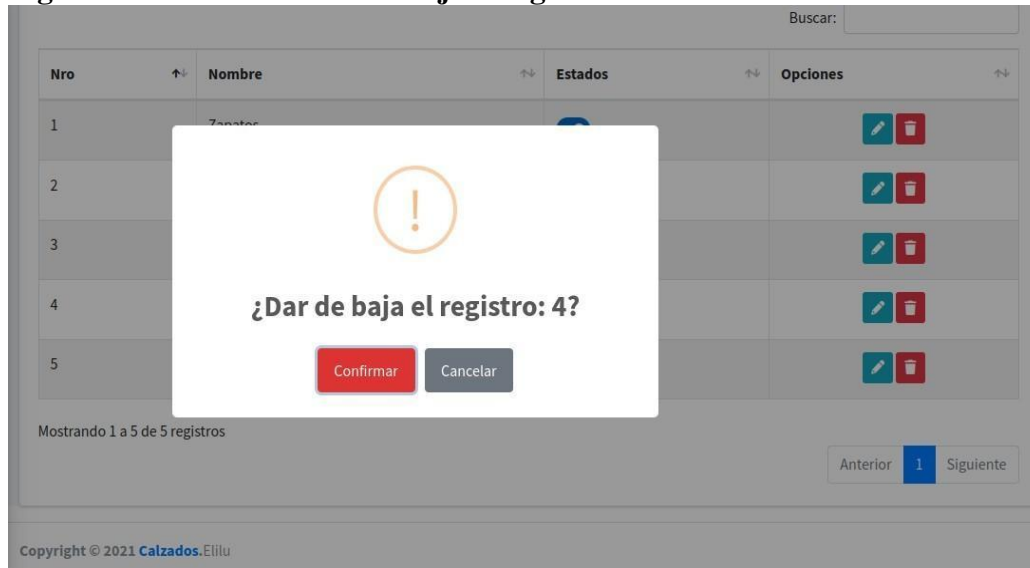 Buscar:
Nro Nombre Estados Opciones
1 Zapatos
2
3
4
5
¿Dar de baja el registro: 4?
Confirmar Cancelar
Mostrando 1 a 5 de 5 registros
Anterior 1 Siguiente
Copyright © 2021 Calzados.Elilu